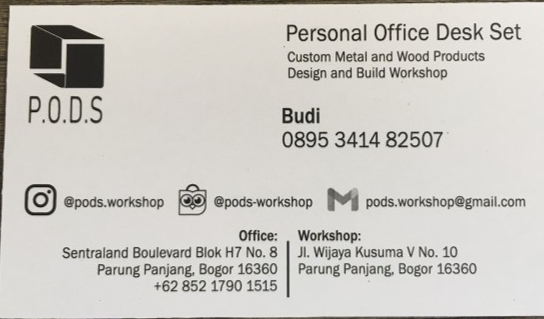 P.O.D.S
Personal Office Desk Set
Custom Metal and Wood Products
Design and Build Workshop
Budi
0895 3414 82507
@pods.workshop
@pods-workshop
pods.workshop@gmail.com
Office:
Sentraland Boulevard Blok H7 No. 8
Parung Panjang, Bogor 16360
+62 852 1790 1515
Workshop:
Jl. Wijaya Kusuma V No. 10
Parung Panjang, Bogor 16360